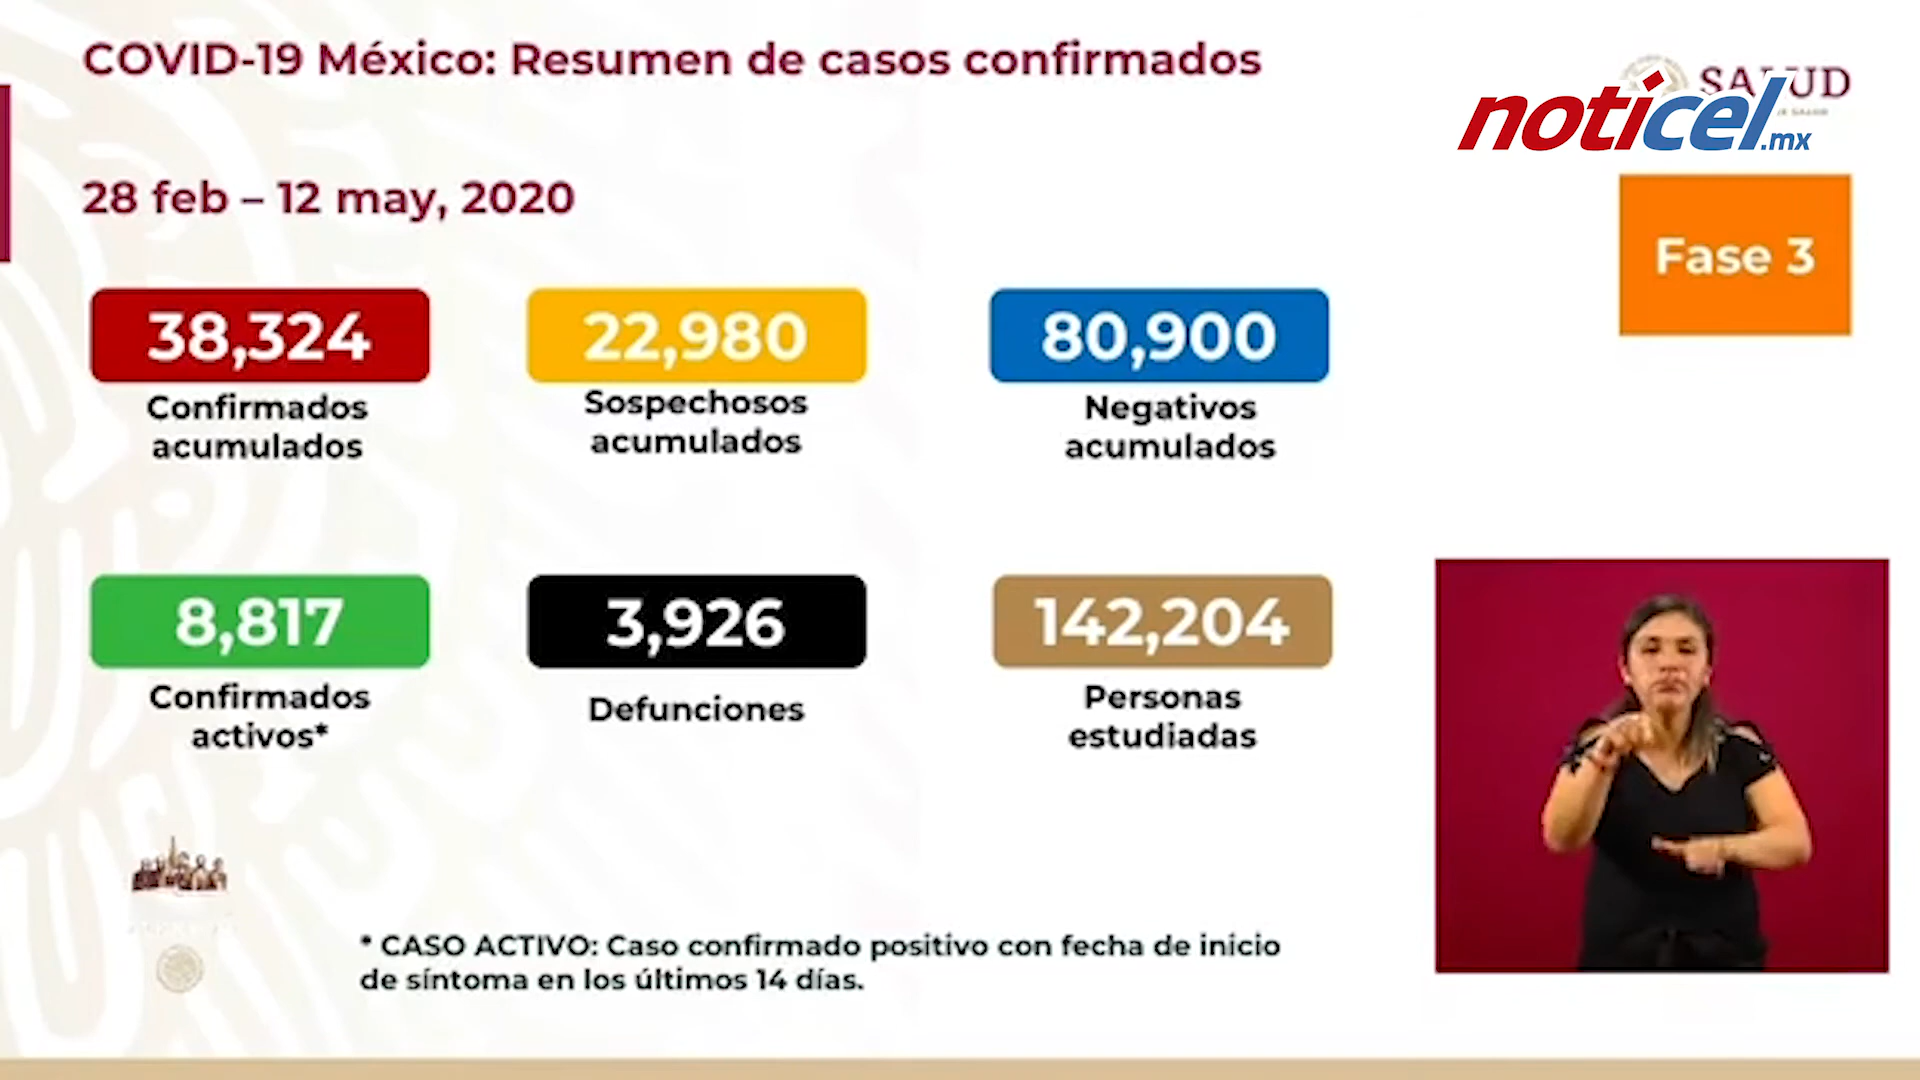 COVID-19 México: Resumen de casos confirmados
SALUD
noticel.mx
28 feb – 12 may, 2020
Fase 3
38,324
Confirmados
acumulados
22,980
Sospechosos
acumulados
80,900
Negativos
acumulados
8,817
Confirmados
activos*
3,926
Defunciones
142,204
Personas
estudiadas
* CASO ACTIVO: Caso confirmado positivo con fecha de inicio
de síntoma en los últimos 14 días.